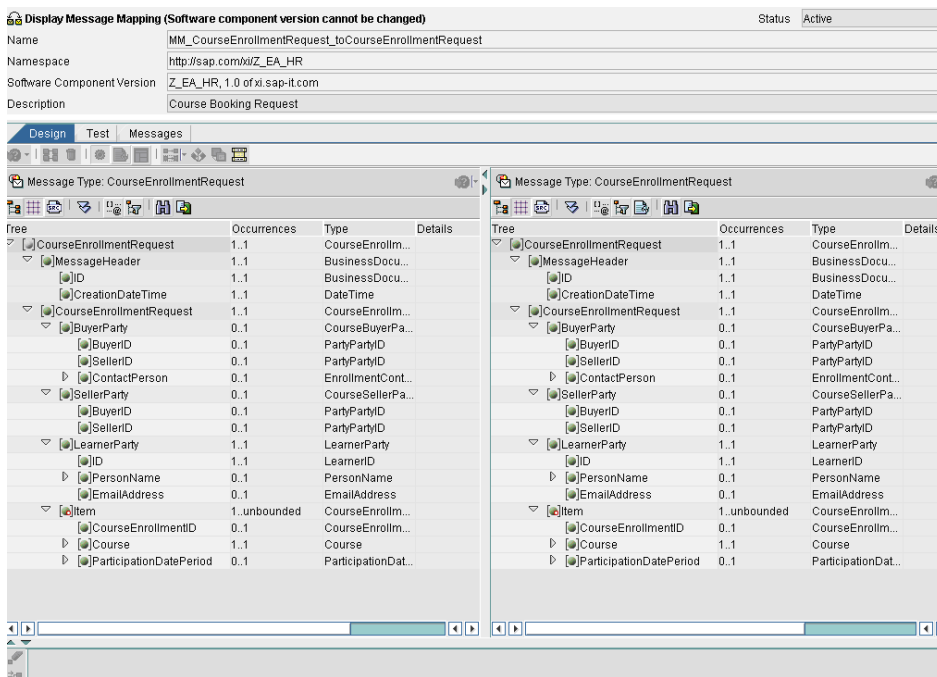 Display Message Mapping (Software component version cannot be changed) Status Active
Name MM_CourseEnrollmentRequest_toCourseEnrollmentRequest
Namespace http://sap.com/xi/Z_EA_HR
Software Component Version Z_EA_HR, 1.0 of xi.sap-it.com
Description Course Booking Request
Design Test Messages
Message Type: CourseEnrollmentRequest Message Type: CourseEnrollmentRequest
SRC SRC
Tree Occurrences Type Details Tree Occurrences Type Details
CourseEnrollmentRequest 1..1 CourseEnrollm... CourseEnrollmentRequest 1..1 CourseEnrollm...
MessageHeader 1..1 BusinessDocu... MessageHeader 1..1 BusinessDocu...
ID 1..1 BusinessDocu... ID 1..1 BusinessDocu...
CreationDateTime 1..1 DateTime CreationDateTime 1..1 DateTime
CourseEnrollmentRequest 1..1 CourseEnrollm... CourseEnrollmentRequest 1..1 CourseEnrollm...
BuyerParty 0..1 CourseBuyerPa... BuyerParty 0..1 CourseBuyerPa...
BuyerID 0..1 PartyPartyID BuyerID 0..1 PartyPartyID
SellerID 0..1 PartyPartyID SellerID 0..1 PartyPartyID
ContactPerson 0..1 EnrollmentCont... ContactPerson 0..1 EnrollmentCont...
SellerParty 0..1 CourseSellerPa... SellerParty 0..1 CourseSellerPa...
BuyerID 0..1 PartyPartyID BuyerID 0..1 PartyPartyID
SellerID 0..1 PartyPartyID SellerID 0..1 PartyPartyID
LearnerParty 1..1 LearnerParty LearnerParty 1..1 LearnerParty
ID 1..1 LearnerID ID 1..1 LearnerID
PersonName 0..1 PersonName PersonName 0..1 PersonName
EmailAddress 0..1 EmailAddress EmailAddress 0..1 EmailAddress
Item 1..unbounded CourseEnrollm... Item 1..unbounded CourseEnrollm...
CourseEnrollmentID 0..1 CourseEnrollm... CourseEnrollmentID 0..1 CourseEnrollm...
Course 1..1 Course Course 1..1 Course
ParticipationDatePeriod 0..1 ParticipationDat... ParticipationDatePeriod 0..1 ParticipationDat...